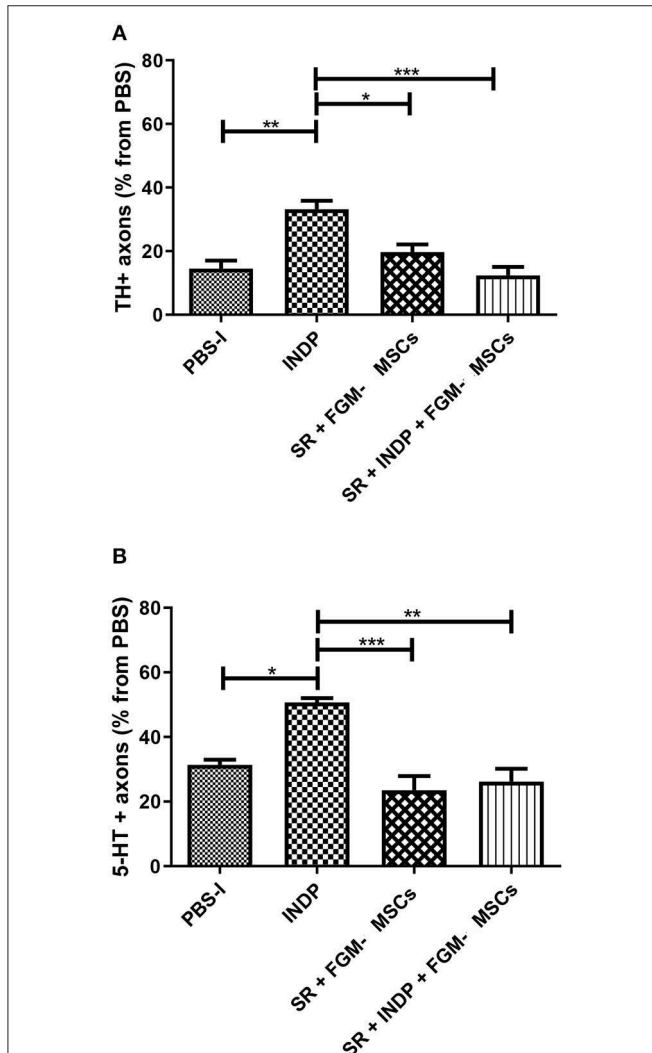 A
TH+ axons (% from PBS)
80
60
40
20
0
***
*
**
PBS-I
INDP
SR + FGM- MSCs
SR + INDP + FGM- MSCs
B
5-HT + axons (% from PBS)
80
60
40
20
0
**
***
*
PBS-I
INDP
SR + FGM- MSCs
SR + INDP + FGM- MSCs